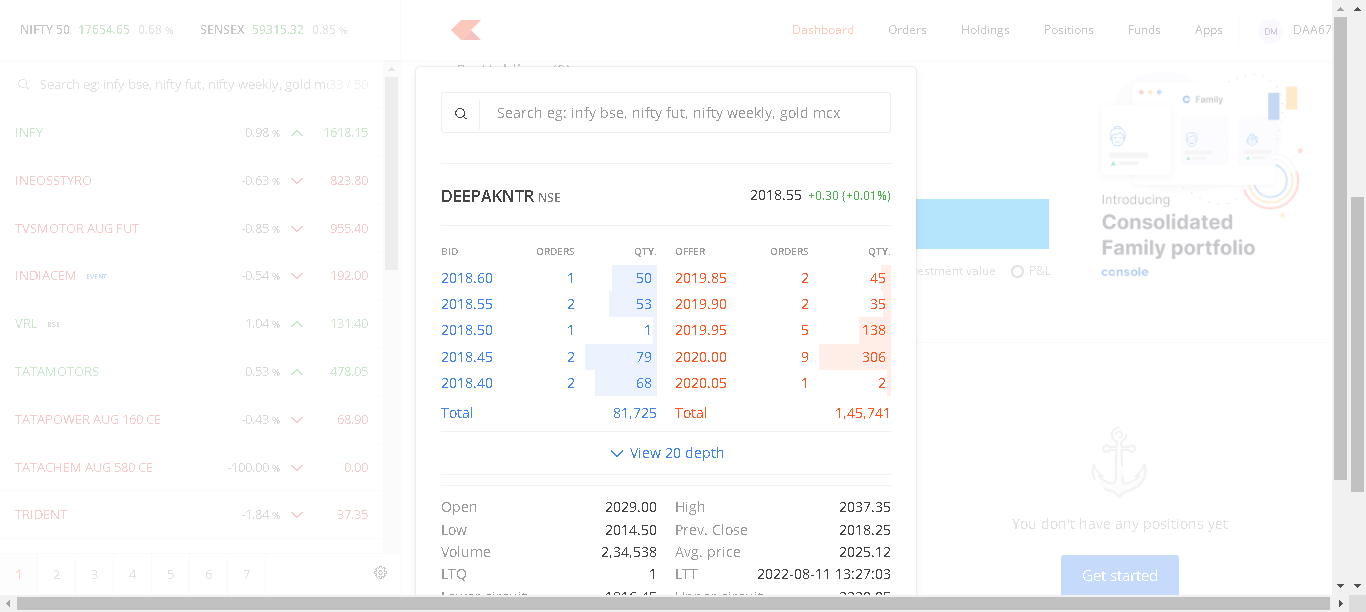 NIFTY 50 17654.65 0.68 % SENSEX 59315.32 0.85 %
Dashboard Orders Holdings Positions Funds Apps DM DAA67
Search eg: infy bse, nifty fut, nifty weekly, gold mc 33 / 50
INFY 0.98 % 1618.15
INEOSSTYRO -0.63 % 823.80
TVSMOTOR AUG FUT -0.85 % 955.40
INDIACEM EVENT -0.54 % 192.00
VRL BSE 1.04 % 131.40
TATAMOTORS 0.53 % 478.05
TATAPOWER AUG 160 CE -0.43 % 68.90
TATACHEM AUG 580 CE -100.00 % 0.00
TRIDENT -1.84 % 37.35
1 2 3 4 5 6 7
Search eg: infy bse, nifty fut, nifty weekly, gold mcx
DEEPAKNTR NSE 2018.55 +0.30 (+0.01%)
BID ORDERS QTY. OFFER ORDERS QTY.
2018.60 1 50 2019.85 2 45
2018.55 2 53 2019.90 2 35
2018.50 1 1 2019.95 5 138
2018.45 2 79 2020.00 9 306
2018.40 2 68 2020.05 1 2
Total 81,725 Total 1,45,741
View 20 depth
Open 2029.00 High 2037.35
Low 2014.50 Prev. Close 2018.25
Volume 2,34,538 Avg. price 2025.12
LTQ 1 LTT 2022-08-11 13:27:03
Family
Introducing
Consolidated
Family portfolio
console
estment value P&L
You don't have any positions yet
Get started